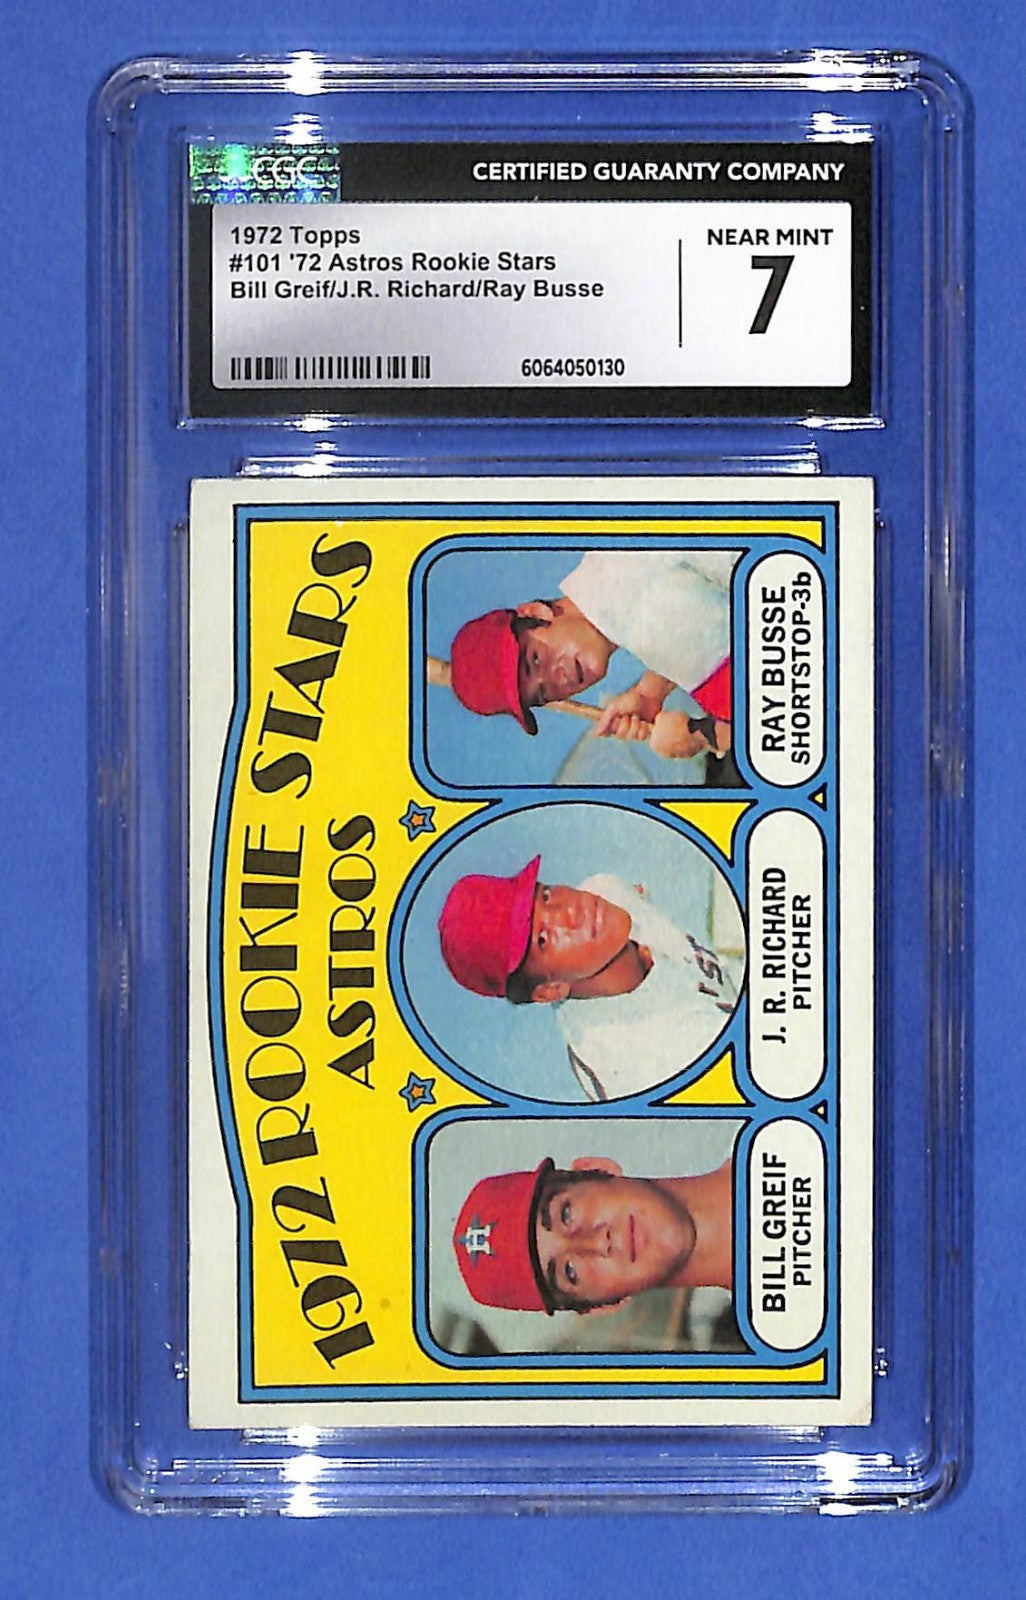 CGC
CERTIFIED GUARANTY COMPANY
1972 Topps
#101 '72 Astros Rookie Stars
Bill Greif/J.R. Richard/Ray Busse
NEAR MINT
7
6064050130
1972 ROOKIE STARS
ASTROS
H
BILL GREIF
PITCHER
J. R. RICHARD
PITCHER
RAY BUSSE
SHORTSTOP-3b